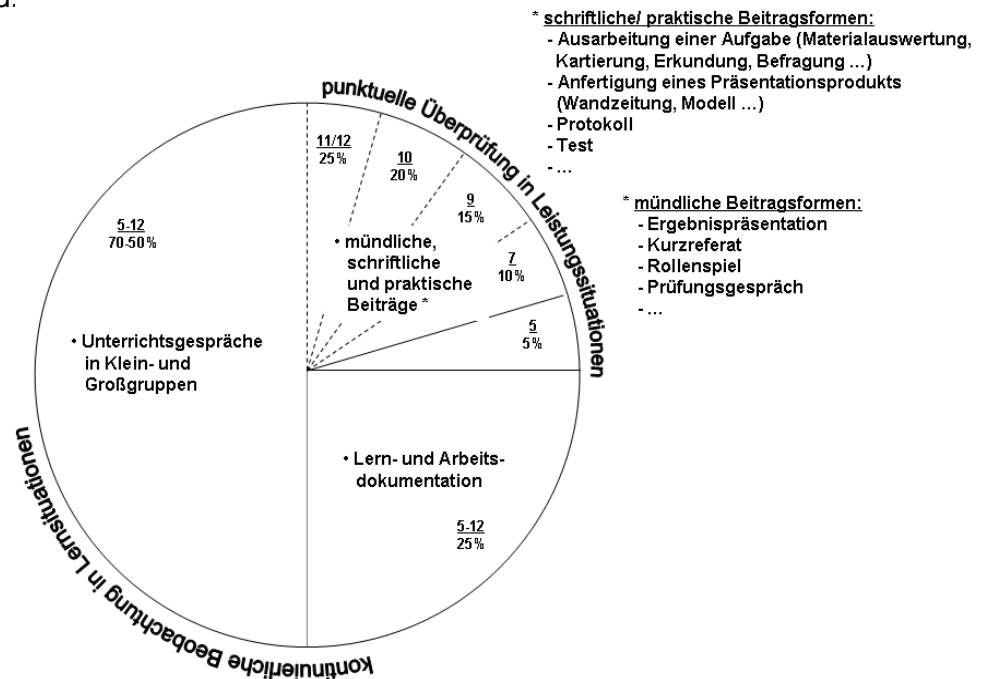 * schriftliche/ praktische Beitragsformen:
- Ausarbeitung einer Aufgabe (Materialauswertung,
Kartierung, Erkundung, Befragung ...)
- Anfertigung eines Präsentationsprodukts
(Wandzeitung, Modell ...)
- Protokoll
- Test
- ...
* mündliche Beitragsformen:
- Ergebnispräsentation
- Kurzreferat
- Rollenspiel
- Prüfungsgespräch
- ...
punktuelle Überprüfung in Leistungssituationen
11/12
25%
10
20%
9
15%
7
10%
5
5%
• mündliche,
schriftliche
und praktische
Beiträge *
5-12
70-50%
• Unterrichtsgespräche
in Klein- und
Großgruppen
• Lern- und Arbeits-
dokumentation
5-12
25%
kontinuierliche Beobachtung in Lernsituationen